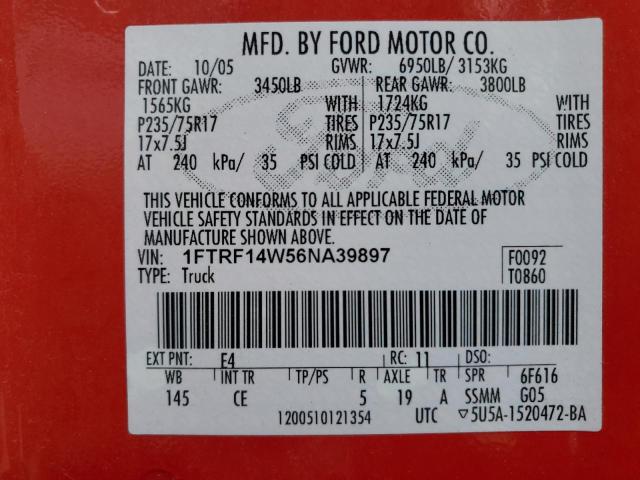 MFD. BY FORD MOTOR CO.
DATE: 10/05 GVWR: 6950LB/ 3153KG
FRONT GAWR: 3450LB REAR GAWR: 3800LB
1565KG WITH 1724KG WITH
P235/75R17 TIRES P235/75R17 TIRES
17x7.5J RIMS 17x7.5J RIMS
AT 240 kPa/ 35 PSI COLD AT 240 kPa/ 35 PSI COLD
THIS VEHICLE CONFORMS TO ALL APPLICABLE FEDERAL MOTOR
VEHICLE SAFETY STANDARDS IN EFFECT ON THE DATE OF
MANUFACTURE SHOWN ABOVE.
VIN: 1FTRF14W56NA39897 F0092
TYPE: Truck T0860
EXT PNT: E4 RC: 11 DSO:
WB INT TR TP/PS R AXLE TR SPR 6F616
145 CE 5 19 A SSMM G05
1200510121354 UTC ▽5U5A-1520472-BA